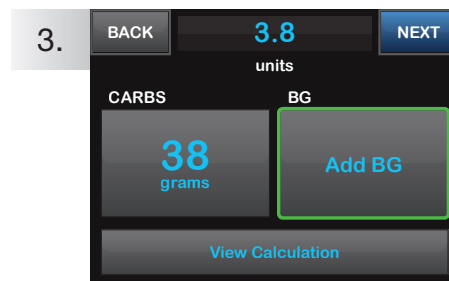 3.
BACK 3.8 NEXT
units
CARBS BG
38
grams
Add BG
View Calculation